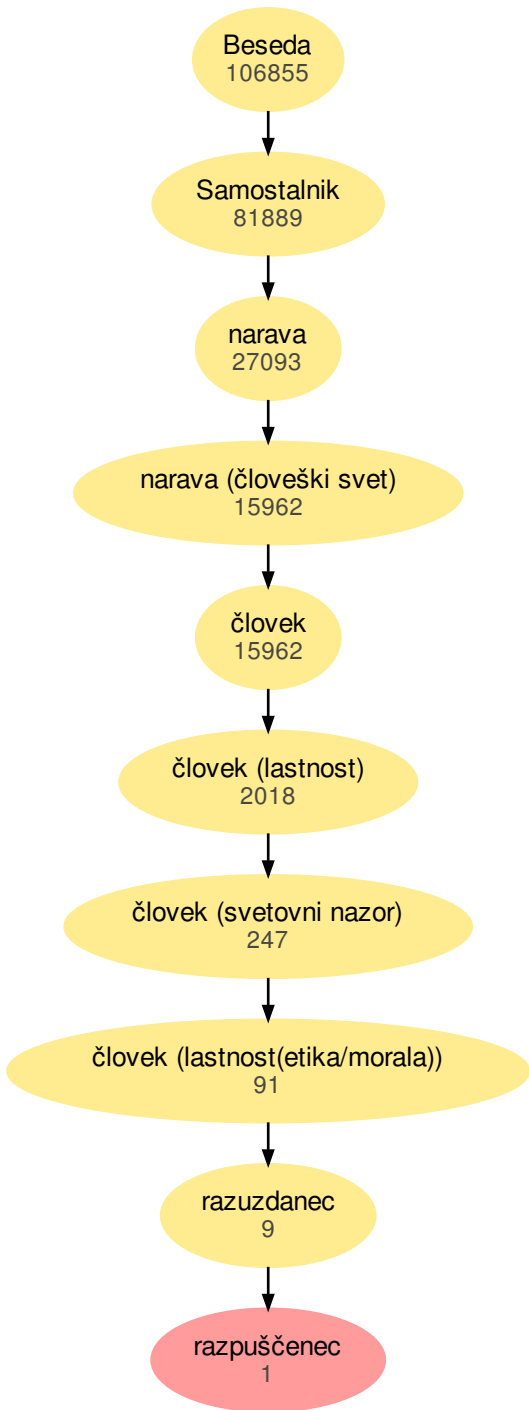 Beseda
106855
Samostalnik
81889
narava
27093
narava (človeški svet)
15962
človek
15962
človek (lastnost)
2018
človek (svetovni nazor)
247
človek (lastnost(etika/morala))
91
razuzdanec
9
razpuščenec
1